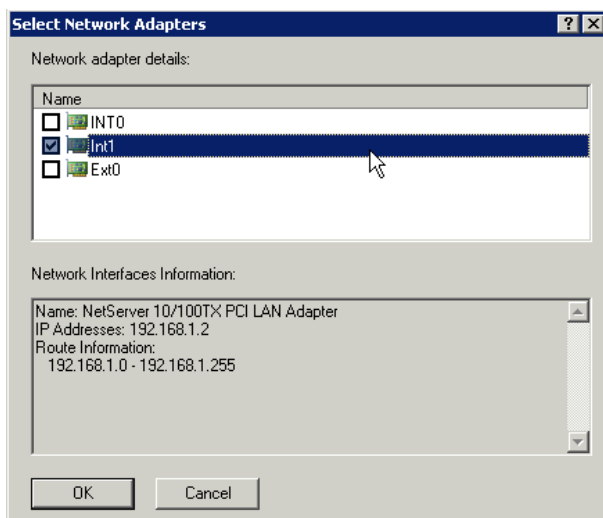 Select Network Adapters
Network adapter details:
Name
INT0
Int1
Ext0
Network Interfaces Information:
Name: NetServer 10/100TX PCI LAN Adapter
IP Addresses: 192.168.1.2
Route Information:
192.168.1.0 - 192.168.1.255
OK
Cancel